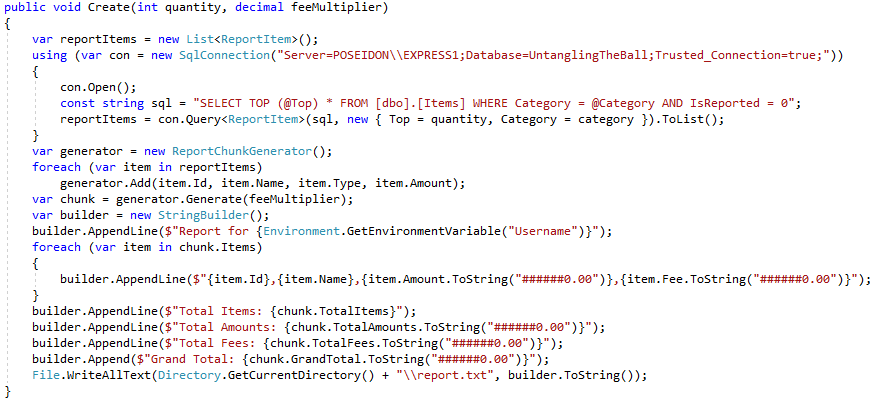 public void Create(int quantity, decimal feeMultiplier)
{
    var reportItems = new List<ReportItem>();
    using (var con = new SqlConnection("Server=POSEIDON\\EXPRESS1;Database=UntanglingTheBall;Trusted_Connection=true;"))
    {
        con.Open();
        const string sql = "SELECT TOP (@Top) * FROM [dbo].[Items] WHERE Category = @Category AND IsReported = 0";
        reportItems = con.Query<ReportItem>(sql, new { Top = quantity, Category = category }).ToList();
    }
    var generator = new ReportChunkGenerator();
    foreach (var item in reportItems)
        generator.Add(item.Id, item.Name, item.Type, item.Amount);
    var chunk = generator.Generate(feeMultiplier);
    var builder = new StringBuilder();
    builder.AppendLine($"Report for {Environment.GetEnvironmentVariable("Username")}");
    foreach (var item in chunk.Items)
    {
        builder.AppendLine($"{item.Id},{item.Name},{item.Amount.ToString("######0.00")},{item.Fee.ToString("######0.00")}");
    }
    builder.AppendLine($"Total Items: {chunk.TotalItems}");
    builder.AppendLine($"Total Amounts: {chunk.TotalAmounts.ToString("######0.00")}");
    builder.AppendLine($"Total Fees: {chunk.TotalFees.ToString("######0.00")}");
    builder.Append($"Grand Total: {chunk.GrandTotal.ToString("######0.00")}");
    File.WriteAllText(Directory.GetCurrentDirectory() + "\\report.txt", builder.ToString());
}